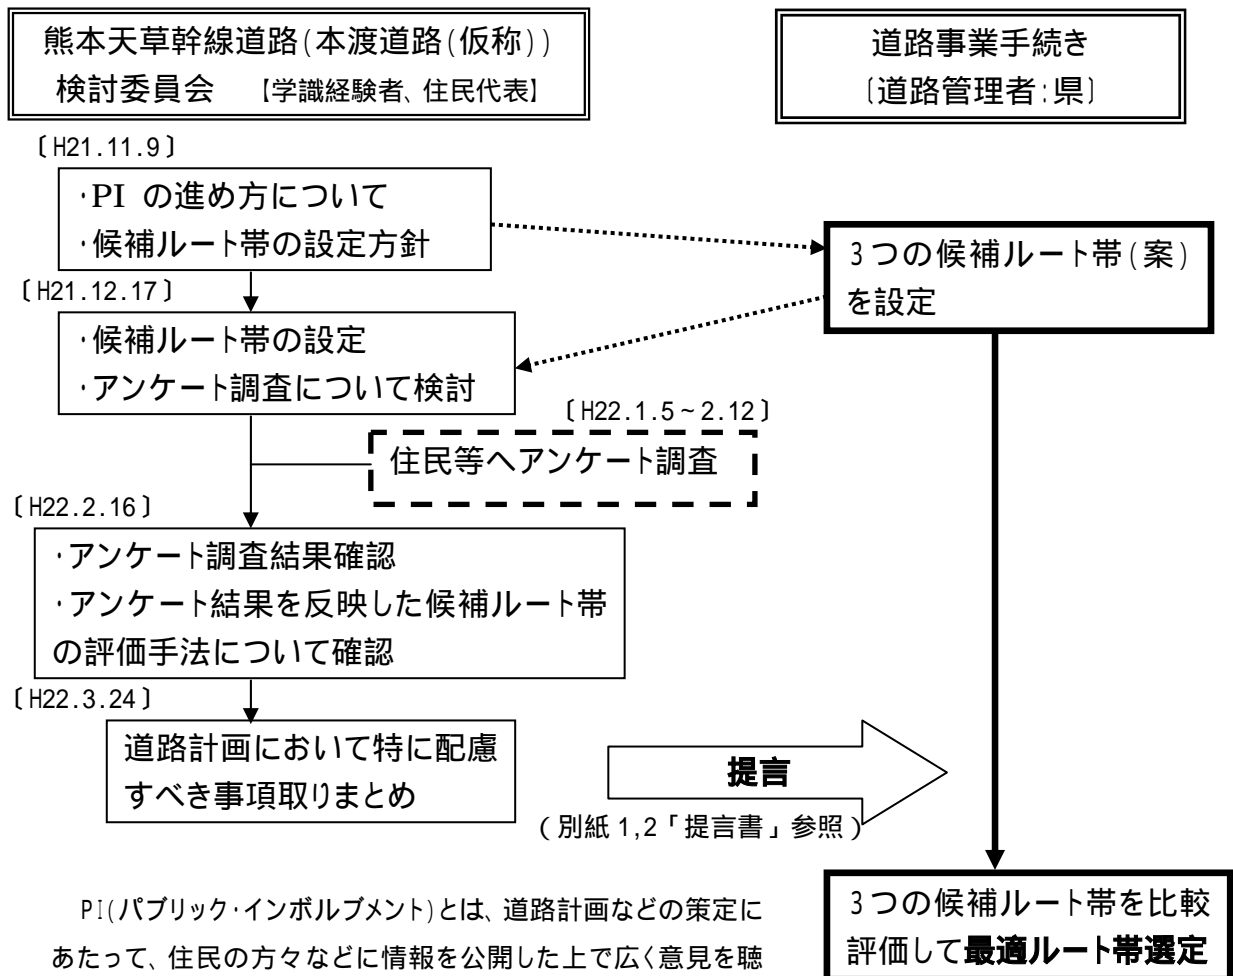 熊本天草幹線道路(本渡道路(仮称))
検討委員会 【学識経験者、住民代表】
道路事業手続き
〔道路管理者:県〕
〔H21.11.9〕
・PI の進め方について
・候補ルート帯の設定方針
3つの候補ルート帯(案)
を設定
〔H21.12.17〕
・候補ルート帯の設定
・アンケート調査について検討
〔H22.1.5~2.12〕
住民等へアンケート調査
〔H22.2.16〕
・アンケート調査結果確認
・アンケート結果を反映した候補ルート帯
の評価手法について確認
〔H22.3.24〕
道路計画において特に配慮
すべき事項取りまとめ
提言
(別紙1,2「提言書」参照)
3つの候補ルート帯を比較
評価して最適ルート帯選定
PI(パブリック・インボルブメント)とは、道路計画などの策定に
あたって、住民の方々などに情報を公開した上で広く意見を聴